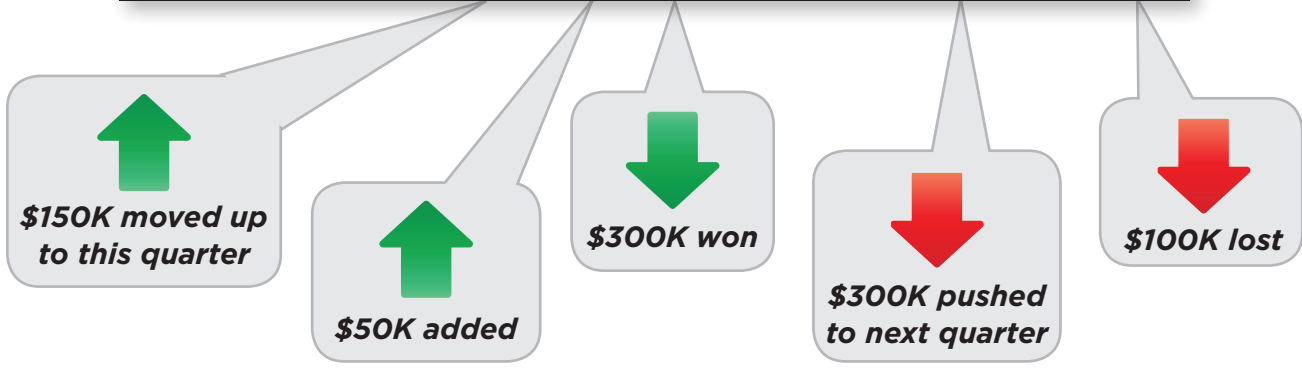 $150K moved up
to this quarter
$50K added
$300K won
$300K pushed
to next quarter
$100K lost